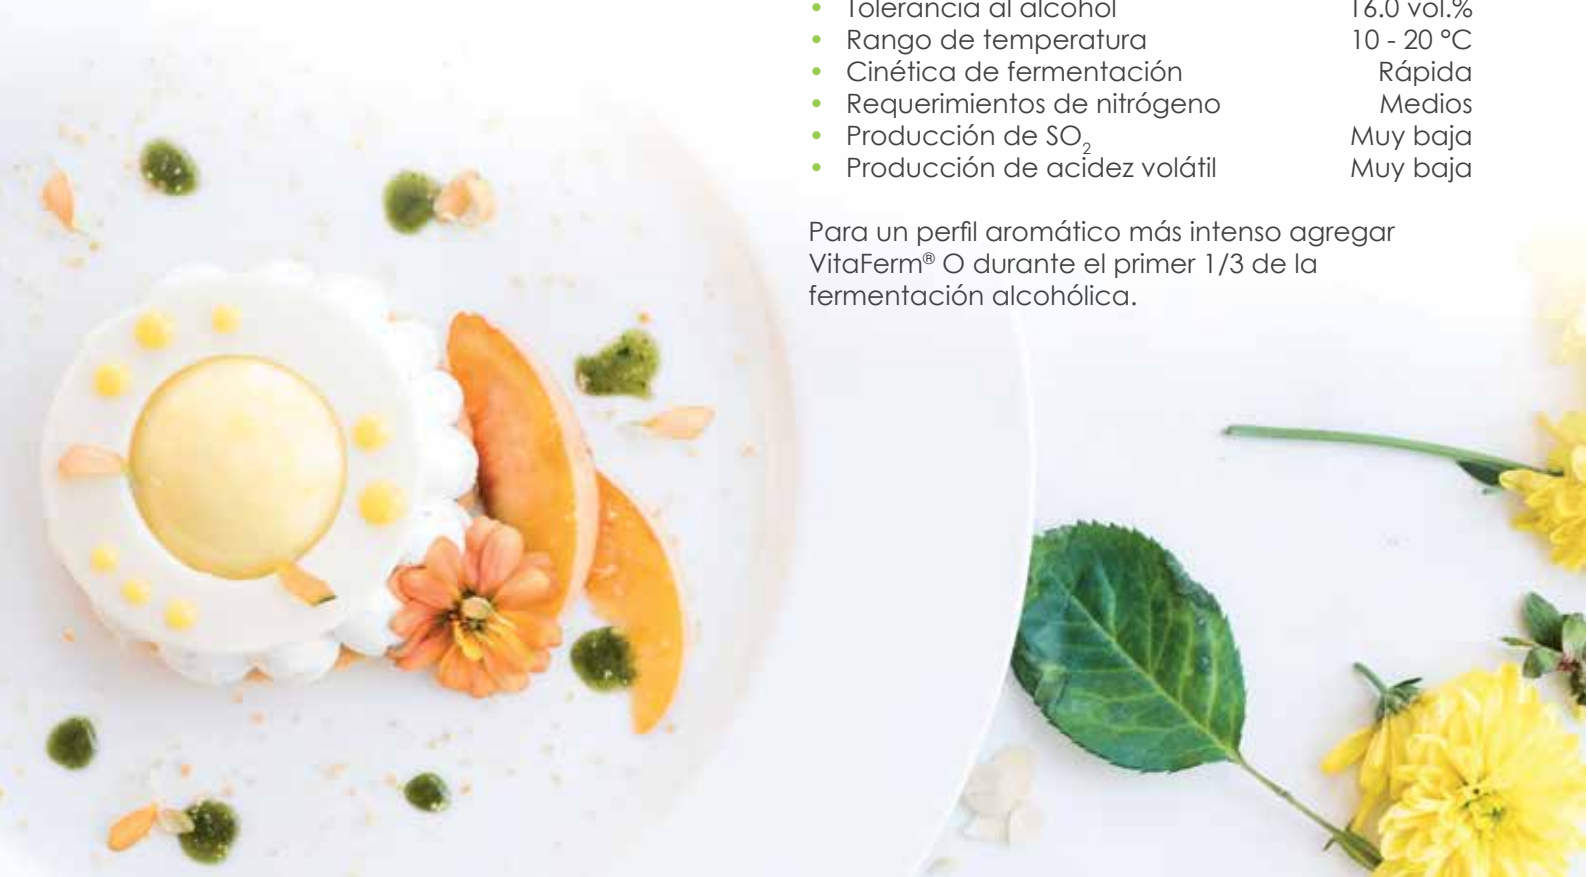 • Tolerancia al alcohol 16.0 vol.%
• Rango de temperatura 10 - 20 °C
• Cinética de fermentación Rápida
• Requerimientos de nitrógeno Medios
• Producción de SO₂ Muy baja
• Producción de acidez volátil Muy baja
Para un perfil aromático más intenso agregar
VitaFerm® O durante el primer 1/3 de la
fermentación alcohólica.